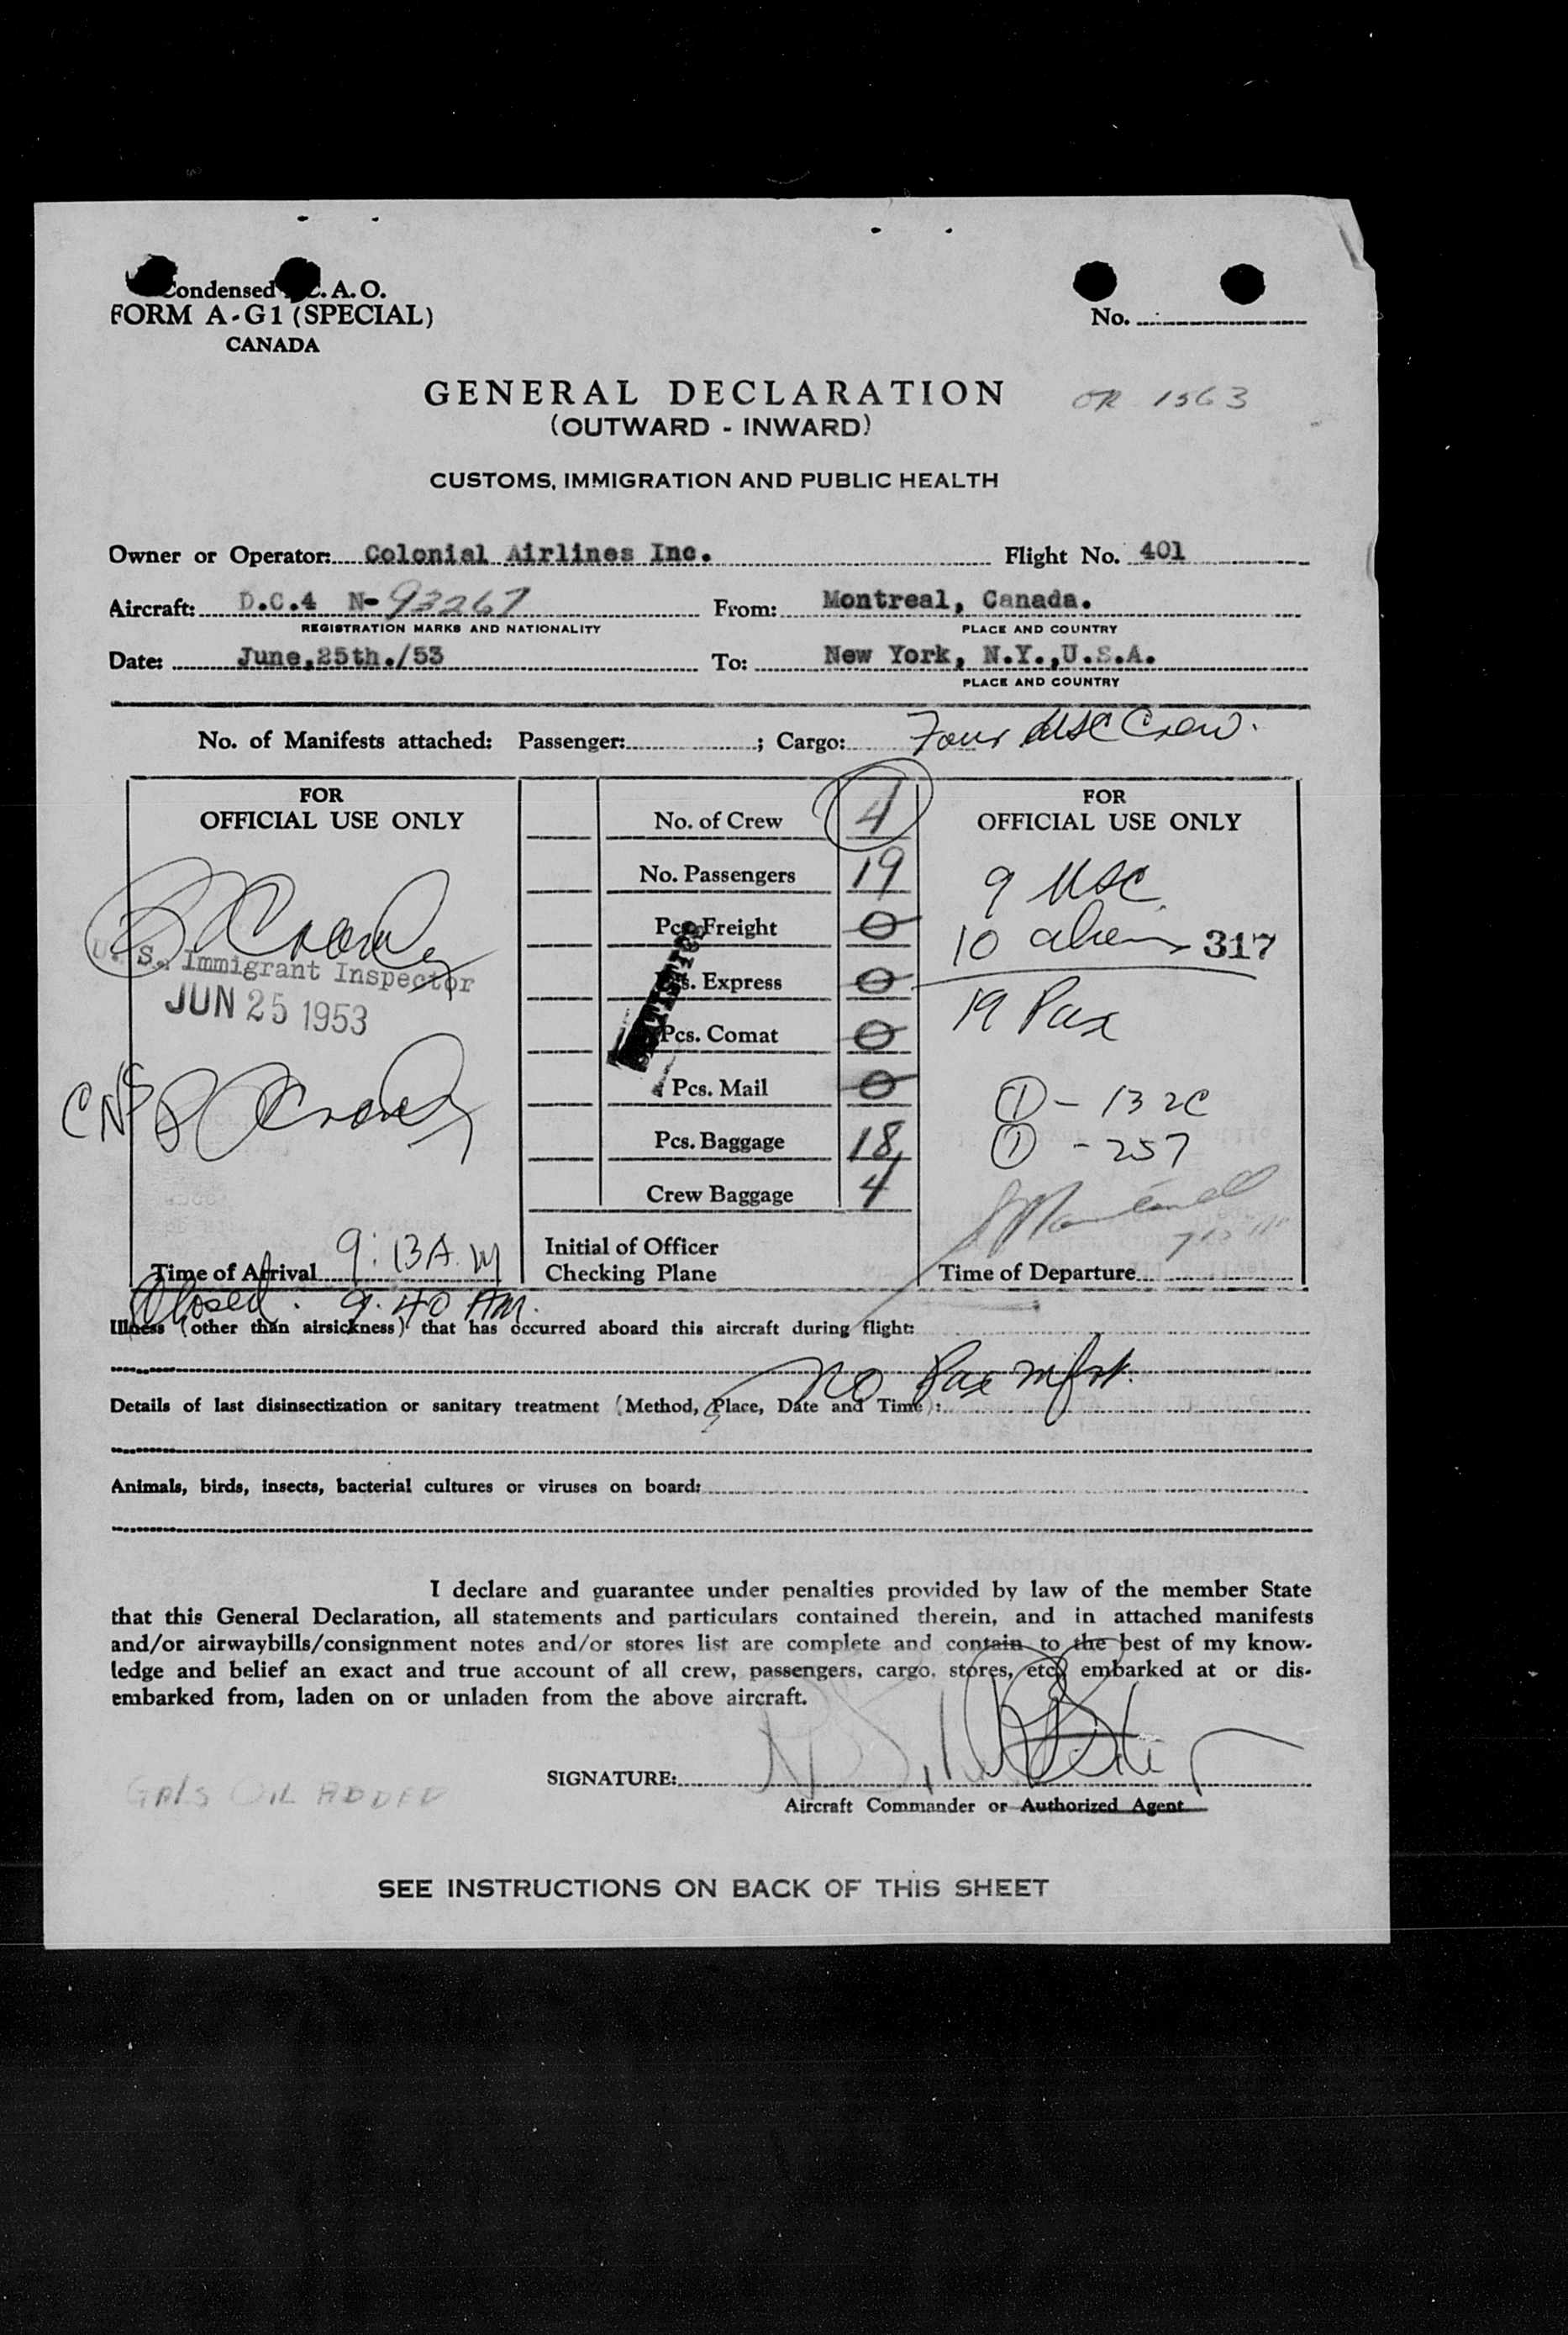 Condensed C. A. O.
FORM A-G1 (SPECIAL)
CANADA
No.
GENERAL DECLARATION
OR 1563
(OUTWARD - INWARD)
CUSTOMS, IMMIGRATION AND PUBLIC HEALTH
Owner or Operator: Colonial Airlines Inc. Flight No. 401
Aircraft: D.C.4 N-93267 From: Montreal, Canada.
REGISTRATION MARKS AND NATIONALITY PLACE AND COUNTRY
Date: June,25th./53 To: New York, N.Y.,U.S.A.
PLACE AND COUNTRY
No. of Manifests attached: Passenger: ; Cargo: Four USC Crew.
FOR
OFFICIAL USE ONLY
U. S. Immigrant Inspector
JUN 25 1953
Time of Arrival 9:13 A.M
Closed. 9:40 AM.
No. of Crew 4
No. Passengers 19
Pcs. Freight 0
Pcs. Express 0
Pcs. Comat 0
Pcs. Mail 0
Pcs. Baggage 18
Crew Baggage 4
Initial of Officer
Checking Plane
FOR
OFFICIAL USE ONLY
9 USC
10 aliens 317
19 Pax
① - 132C
① - 257
Time of Departure
Illness (other than airsickness) that has occurred aboard this aircraft during flight:
No Pax mfst.
Details of last disinsectization or sanitary treatment (Method, Place, Date and Time):
Animals, birds, insects, bacterial cultures or viruses on board:
I declare and guarantee under penalties provided by law of the member State
that this General Declaration, all statements and particulars contained therein, and in attached manifests
and/or airwaybills/consignment notes and/or stores list are complete and contain to the best of my know-
ledge and belief an exact and true account of all crew, passengers, cargo, stores, etc., embarked at or dis-
embarked from, laden on or unladen from the above aircraft.
SIGNATURE:
Aircraft Commander or Authorized Agent
GALS OIL ADDED
SEE INSTRUCTIONS ON BACK OF THIS SHEET